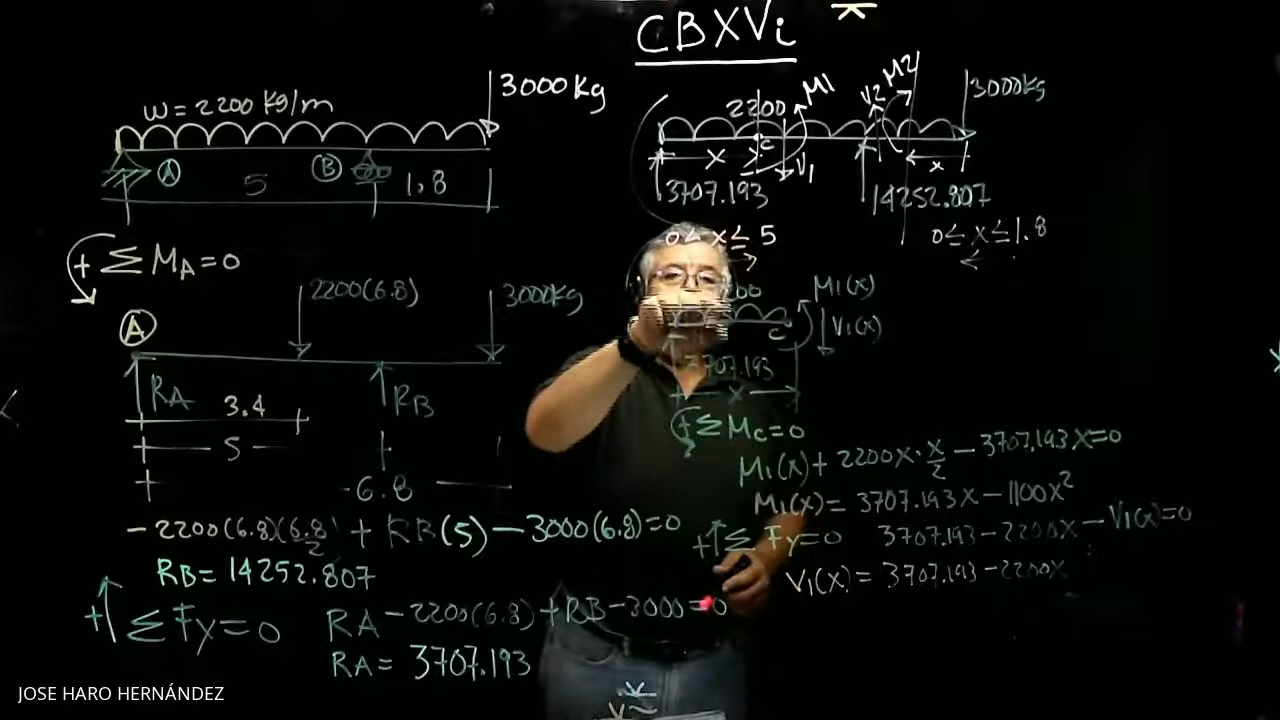 CBXVi
w=2200 kg/m
3000 Kg
A
B
5
1.8
+ ΣMA=0
2200(6.8)
3000kg
A
RA
RB
3.4
5
6.8
-2200(6.8)(6.8/2) + RB(5) - 3000(6.8)=0
RB= 14252.807
+↑ΣFy=0
RA -2200(6.8)+RB-3000=0
RA= 3707.193
2200
M1
V2
M2
3000kg
C
X
V1
x
3707.193
14252.807
0≤x≤5
0≤x≤1.8
M1(x)
C
V1(x)
3707.193
x
+ ΣMc=0
M1(x)+ 2200x·x/2 - 3707.193x=0
M1(x)= 3707.193x-1100x²
+↑ΣFy=0 3707.193-2200x-V1(x)=0
V1(x)= 3707.193-2200x
JOSE HARO HERNÁNDEZ